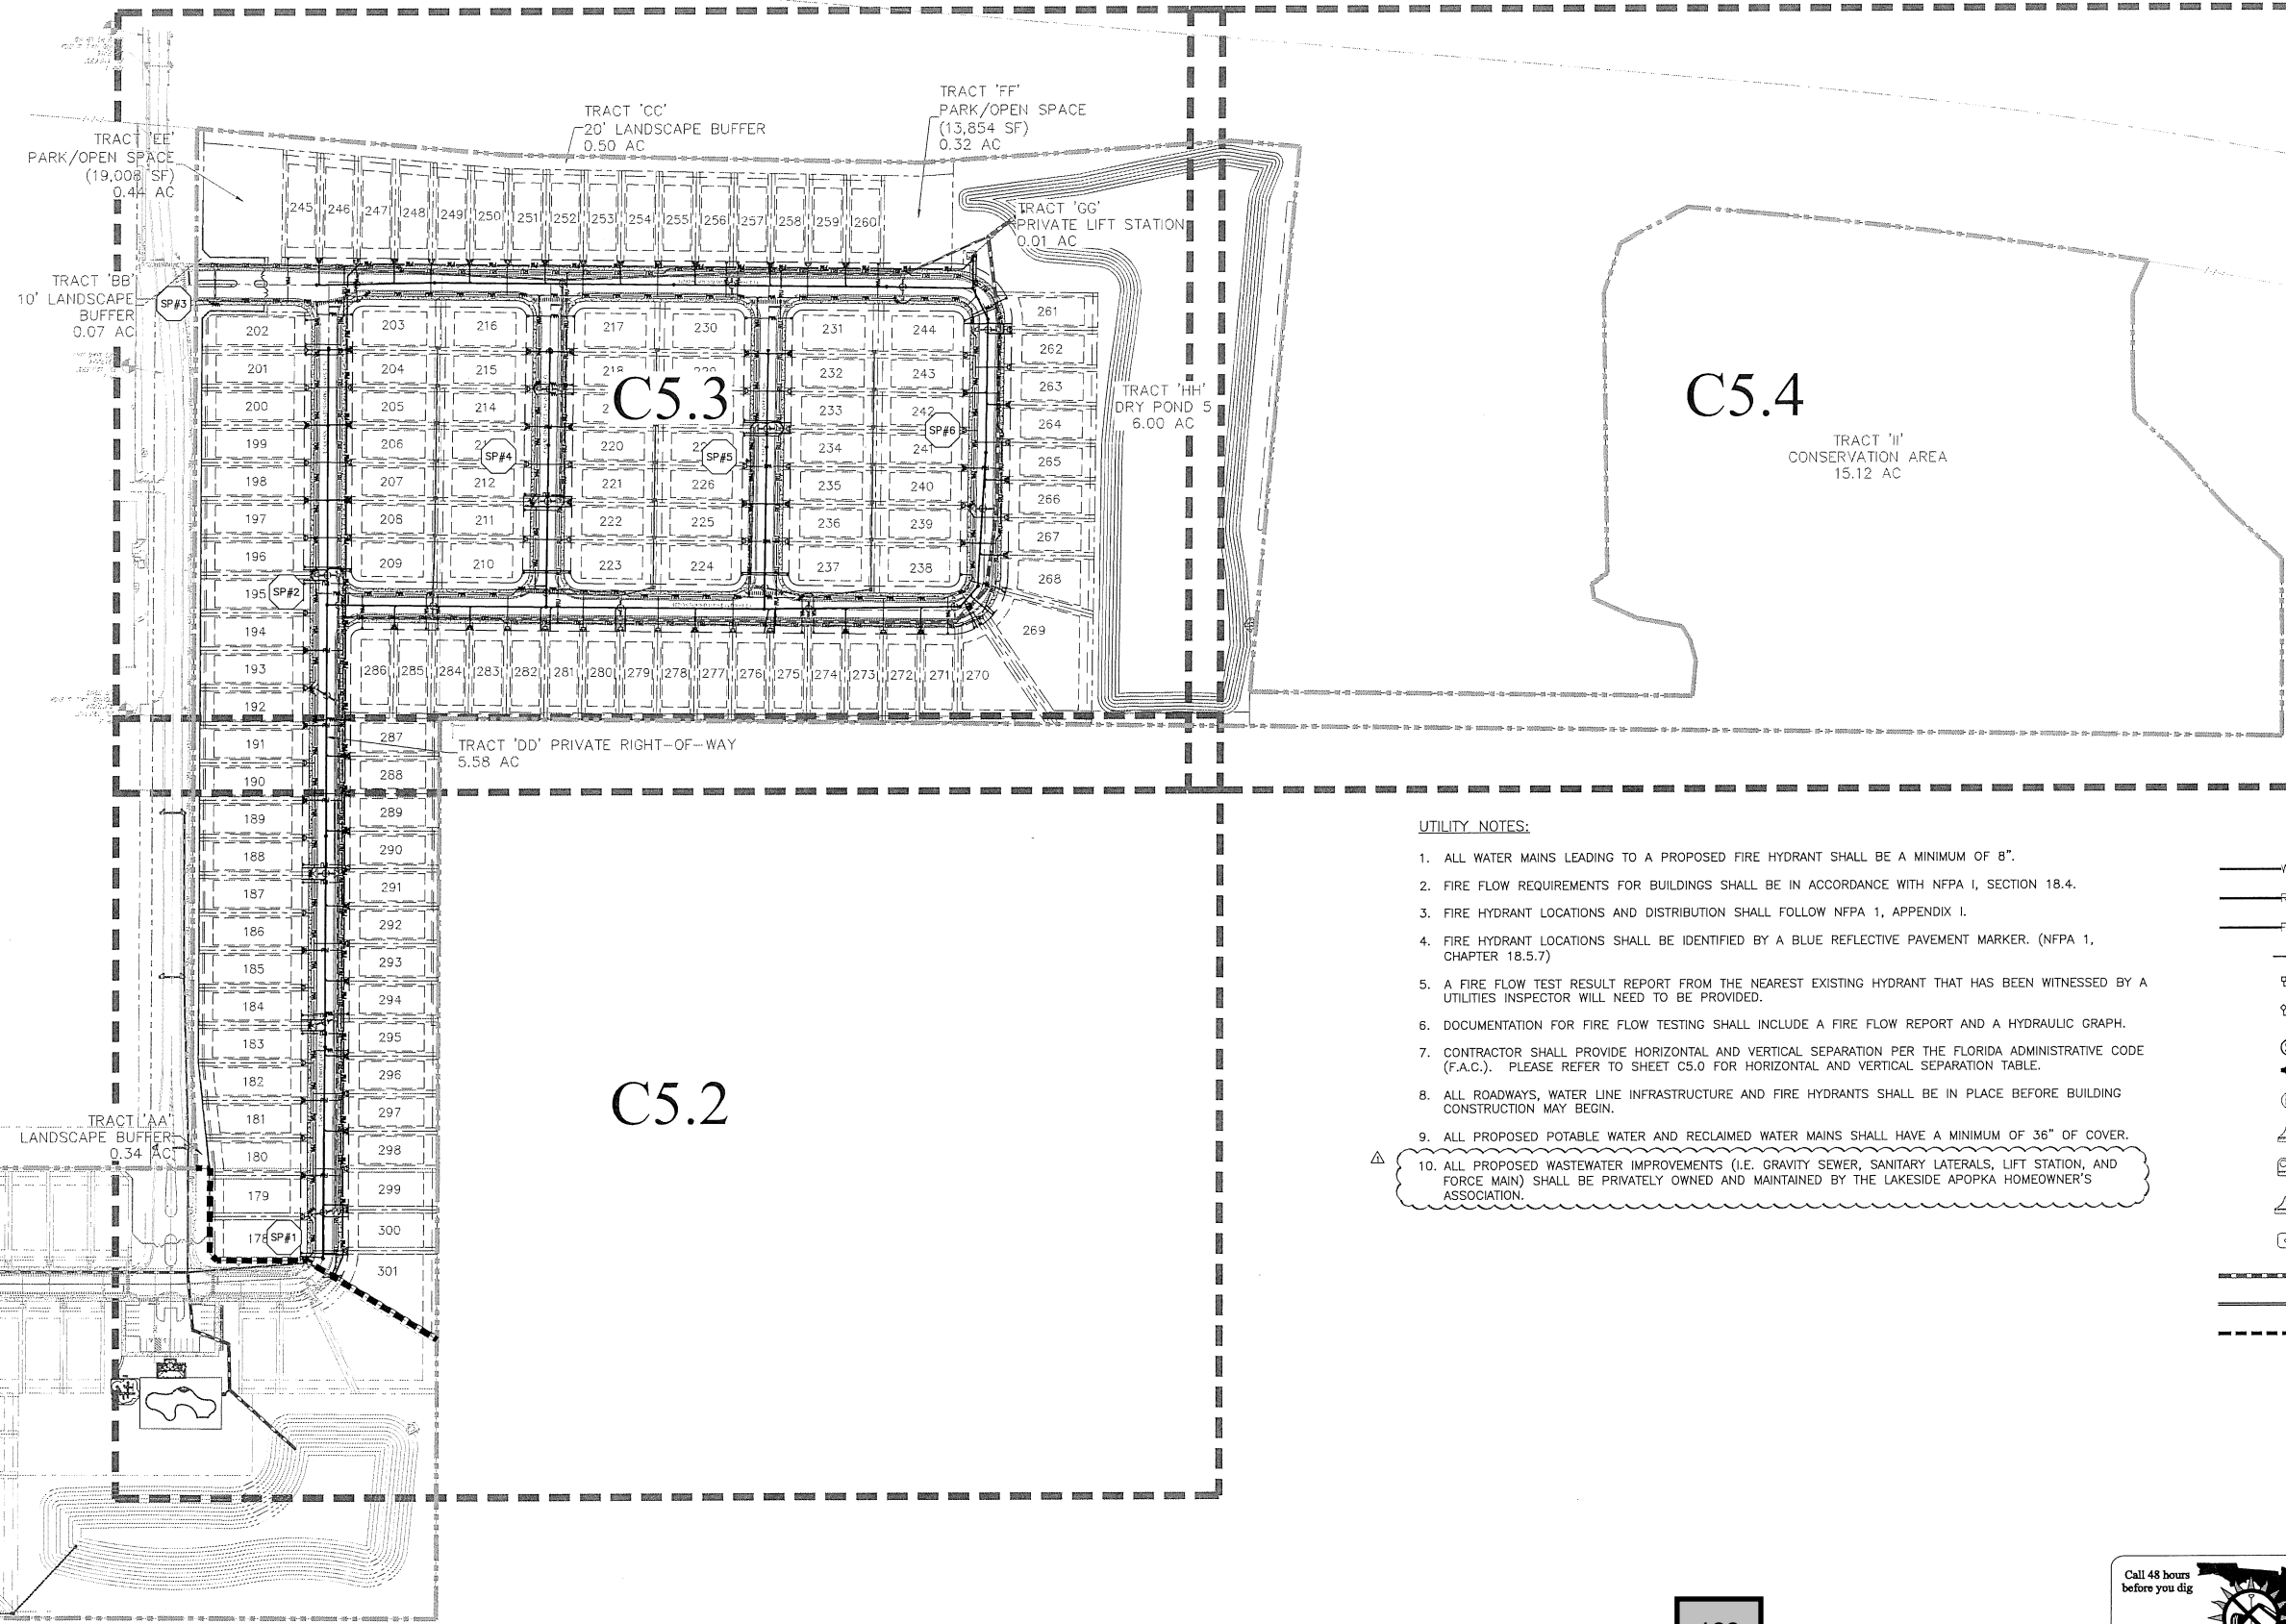 TRACT 'EE'
PARK/OPEN SPACE
(19,008 SF)
0.44 AC
TRACT 'CC'
20' LANDSCAPE BUFFER
0.50 AC
TRACT 'FF'
PARK/OPEN SPACE
(13,854 SF)
0.32 AC
TRACT 'GG'
PRIVATE LIFT STATION
0.01 AC
245 246 247 248 249 250 251 252 253 254 255 256 257 258 259 260
TRACT 'BB'
10' LANDSCAPE
BUFFER
0.07 AC
SP#3
202 203 216 217 230 231 244 261
201 204 215 218 229 232 243 262
200 205 214 233 242 263
C5.3
199 206 220 234 241 264
SP#4 SP#5 SP#6
198 207 212 221 226 235 240 265
197 208 211 222 225 236 239 266
196 209 210 223 224 237 238 267
268
195 SP#2
194
269
193
192
286 285 284 283 282 281 280 279 278 277 276 275 274 273 272 271 270
TRACT 'HH'
DRY POND 5
6.00 AC
C5.4
TRACT 'II'
CONSERVATION AREA
15.12 AC
TRACT 'DD' PRIVATE RIGHT-OF-WAY
5.58 AC
191 287
190 288
189 289
188 290
187 291
186 292
185 293
184 294
183 295
182 296
181 297
180 298
179 299
178 SP#1 300
301
C5.2
TRACT 'AA'
LANDSCAPE BUFFER
0.34 AC
UTILITY NOTES:
1. ALL WATER MAINS LEADING TO A PROPOSED FIRE HYDRANT SHALL BE A MINIMUM OF 8".
2. FIRE FLOW REQUIREMENTS FOR BUILDINGS SHALL BE IN ACCORDANCE WITH NFPA I, SECTION 18.4.
3. FIRE HYDRANT LOCATIONS AND DISTRIBUTION SHALL FOLLOW NFPA 1, APPENDIX I.
4. FIRE HYDRANT LOCATIONS SHALL BE IDENTIFIED BY A BLUE REFLECTIVE PAVEMENT MARKER. (NFPA 1,
CHAPTER 18.5.7)
5. A FIRE FLOW TEST RESULT REPORT FROM THE NEAREST EXISTING HYDRANT THAT HAS BEEN WITNESSED BY A
UTILITIES INSPECTOR WILL NEED TO BE PROVIDED.
6. DOCUMENTATION FOR FIRE FLOW TESTING SHALL INCLUDE A FIRE FLOW REPORT AND A HYDRAULIC GRAPH.
7. CONTRACTOR SHALL PROVIDE HORIZONTAL AND VERTICAL SEPARATION PER THE FLORIDA ADMINISTRATIVE CODE
(F.A.C.). PLEASE REFER TO SHEET C5.0 FOR HORIZONTAL AND VERTICAL SEPARATION TABLE.
8. ALL ROADWAYS, WATER LINE INFRASTRUCTURE AND FIRE HYDRANTS SHALL BE IN PLACE BEFORE BUILDING
CONSTRUCTION MAY BEGIN.
9. ALL PROPOSED POTABLE WATER AND RECLAIMED WATER MAINS SHALL HAVE A MINIMUM OF 36" OF COVER.
10. ALL PROPOSED WASTEWATER IMPROVEMENTS (I.E. GRAVITY SEWER, SANITARY LATERALS, LIFT STATION, AND
FORCE MAIN) SHALL BE PRIVATELY OWNED AND MAINTAINED BY THE LAKESIDE APOPKA HOMEOWNER'S
ASSOCIATION.
Call 48 hours
before you dig